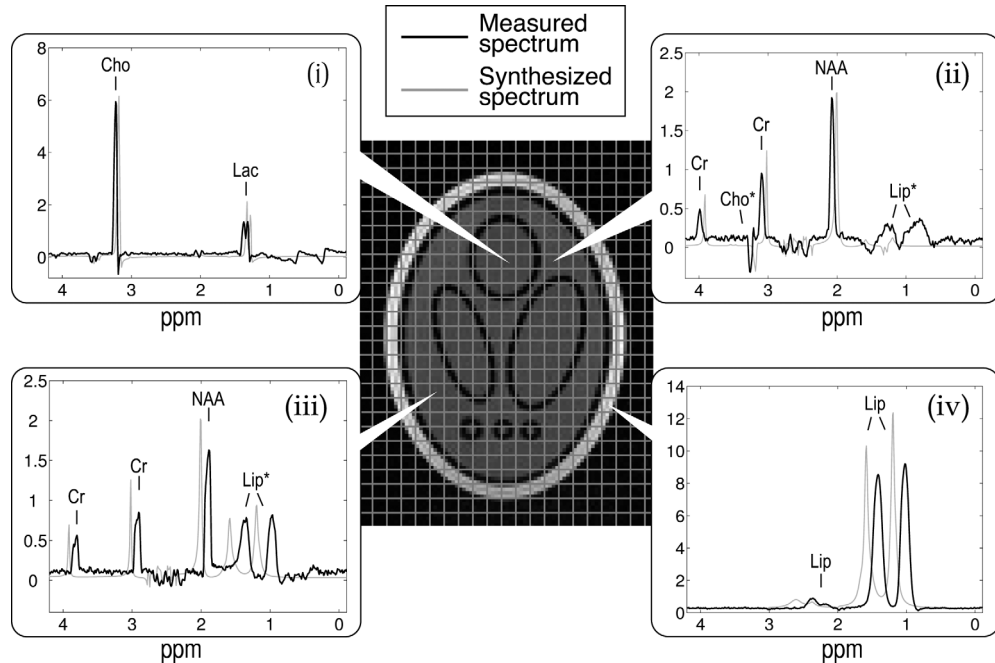 Measured
spectrum
Synthesized
spectrum
(i)
8
6
4
2
0
Cho
Lac
4 3 2 1 0
ppm
(ii)
2.5
2
1.5
1
0.5
0
Cr
Cho*
Cr
NAA
Lip*
4 3 2 1 0
ppm
(iii)
2.5
2
1.5
1
0.5
0
Cr
Cr
NAA
Lip*
4 3 2 1 0
ppm
(iv)
14
12
10
8
6
4
2
0
Lip
Lip
4 3 2 1 0
ppm